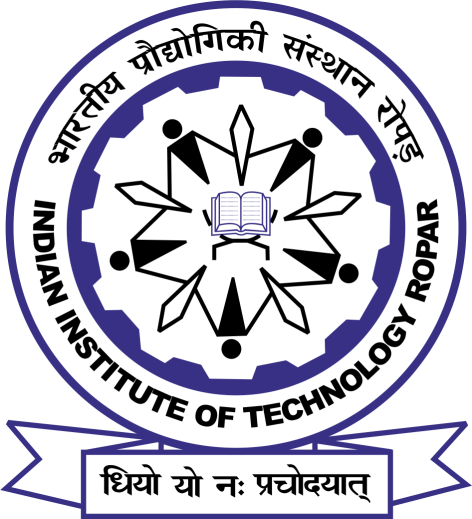 भारतीय प्रौद्योगिकी संस्थान रोपड़
INDIAN INSTITUTE OF TECHNOLOGY ROPAR
धियो यो नः प्रचोदयात्